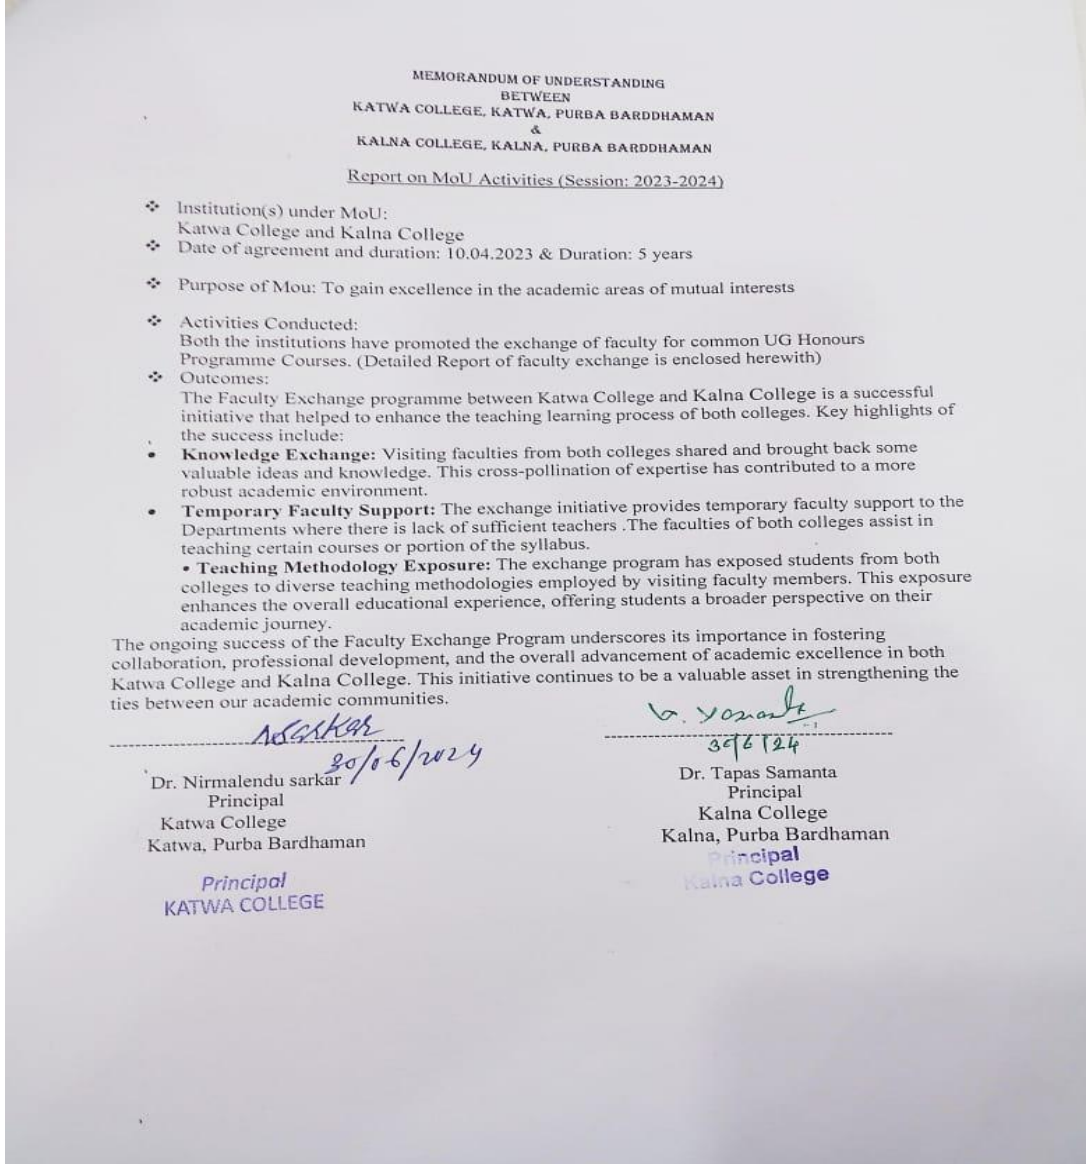 MEMORANDUM OF UNDERSTANDING
BETWEEN
KATWA COLLEGE, KATWA, PURBA BARDDHAMAN
&
KALNA COLLEGE, KALNA, PURBA BARDDHAMAN
Report on MoU Activities (Session: 2023-2024)
❖ Institution(s) under MoU:
Katwa College and Kalna College
❖ Date of agreement and duration: 10.04.2023 & Duration: 5 years
❖ Purpose of Mou: To gain excellence in the academic areas of mutual interests
❖ Activities Conducted:
Both the institutions have promoted the exchange of faculty for common UG Honours
Programme Courses. (Detailed Report of faculty exchange is enclosed herewith)
❖ Outcomes:
The Faculty Exchange programme between Katwa College and Kalna College is a successful
initiative that helped to enhance the teaching learning process of both colleges. Key highlights of
the success include:
• Knowledge Exchange: Visiting faculties from both colleges shared and brought back some
valuable ideas and knowledge. This cross-pollination of expertise has contributed to a more
robust academic environment.
• Temporary Faculty Support: The exchange initiative provides temporary faculty support to the
Departments where there is lack of sufficient teachers .The faculties of both colleges assist in
teaching certain courses or portion of the syllabus.
• Teaching Methodology Exposure: The exchange program has exposed students from both
colleges to diverse teaching methodologies employed by visiting faculty members. This exposure
enhances the overall educational experience, offering students a broader perspective on their
academic journey.
The ongoing success of the Faculty Exchange Program underscores its importance in fostering
collaboration, professional development, and the overall advancement of academic excellence in both
Katwa College and Kalna College. This initiative continues to be a valuable asset in strengthening the
ties between our academic communities.
NSarkar
30/06/2024
Dr. Nirmalendu sarkar
Principal
Katwa College
Katwa, Purba Bardhaman
Principal
KATWA COLLEGE
30/6/24
Dr. Tapas Samanta
Principal
Kalna College
Kalna, Purba Bardhaman
Principal
Kalna College